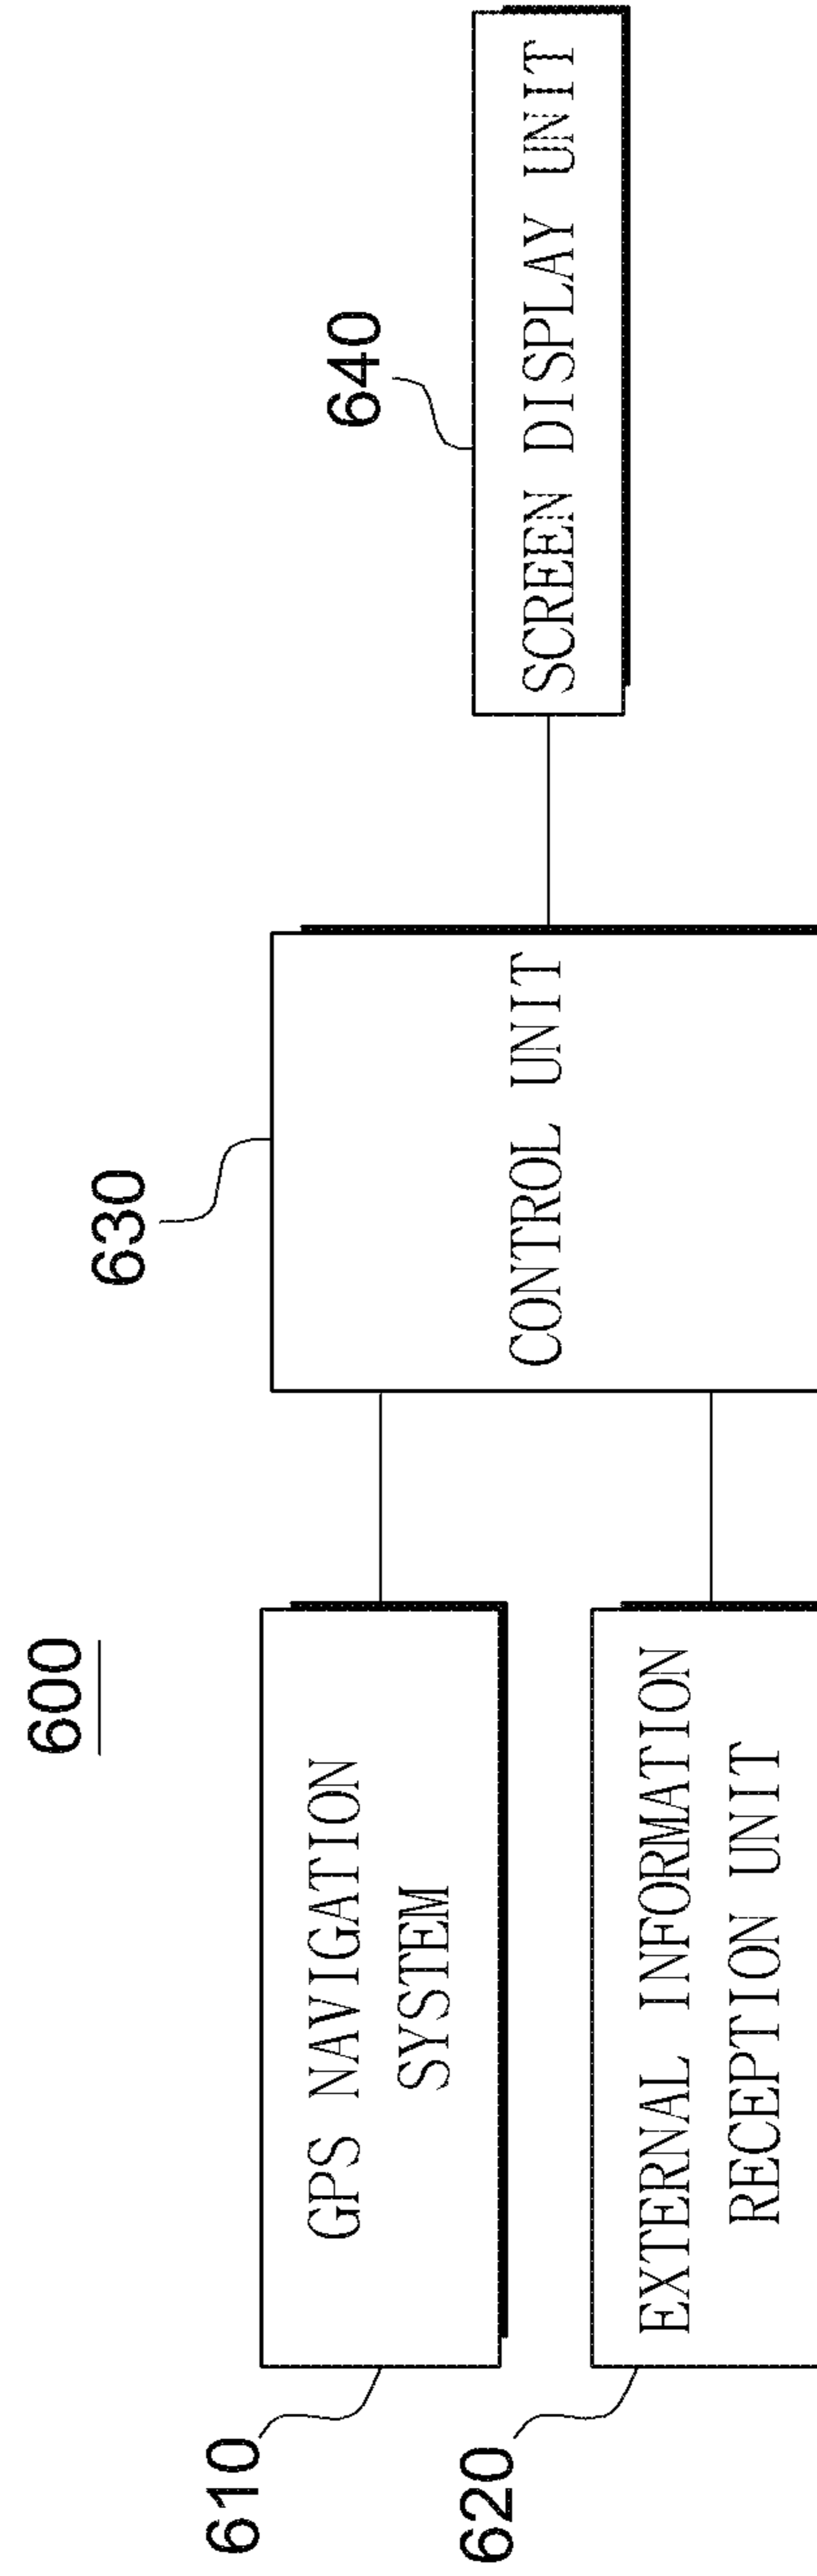 600
610
GPS NAVIGATION
SYSTEM
620
EXTERNAL INFORMATION
RECEPTION UNIT
630
CONTROL UNIT
640
SCREEN DISPLAY UNIT